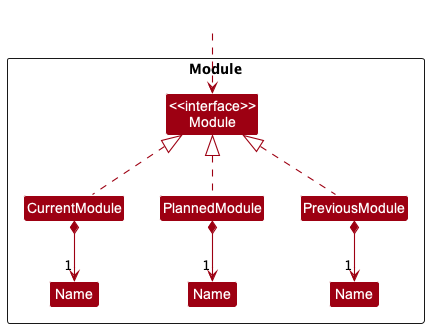 Module
<<interface>>
Module
CurrentModule
PlannedModule
PreviousModule
1
1
1
Name
Name
Name